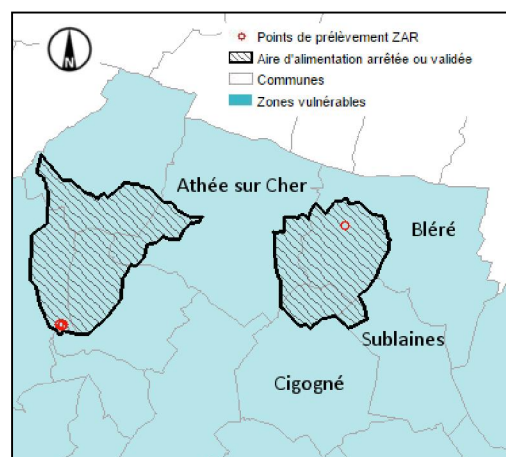 N
Points de prélèvement ZAR
Aire d'alimentation arrêtée ou validée
Communes
Zones vulnérables
Athée sur Cher
Bléré
Sublaines
Cigogné